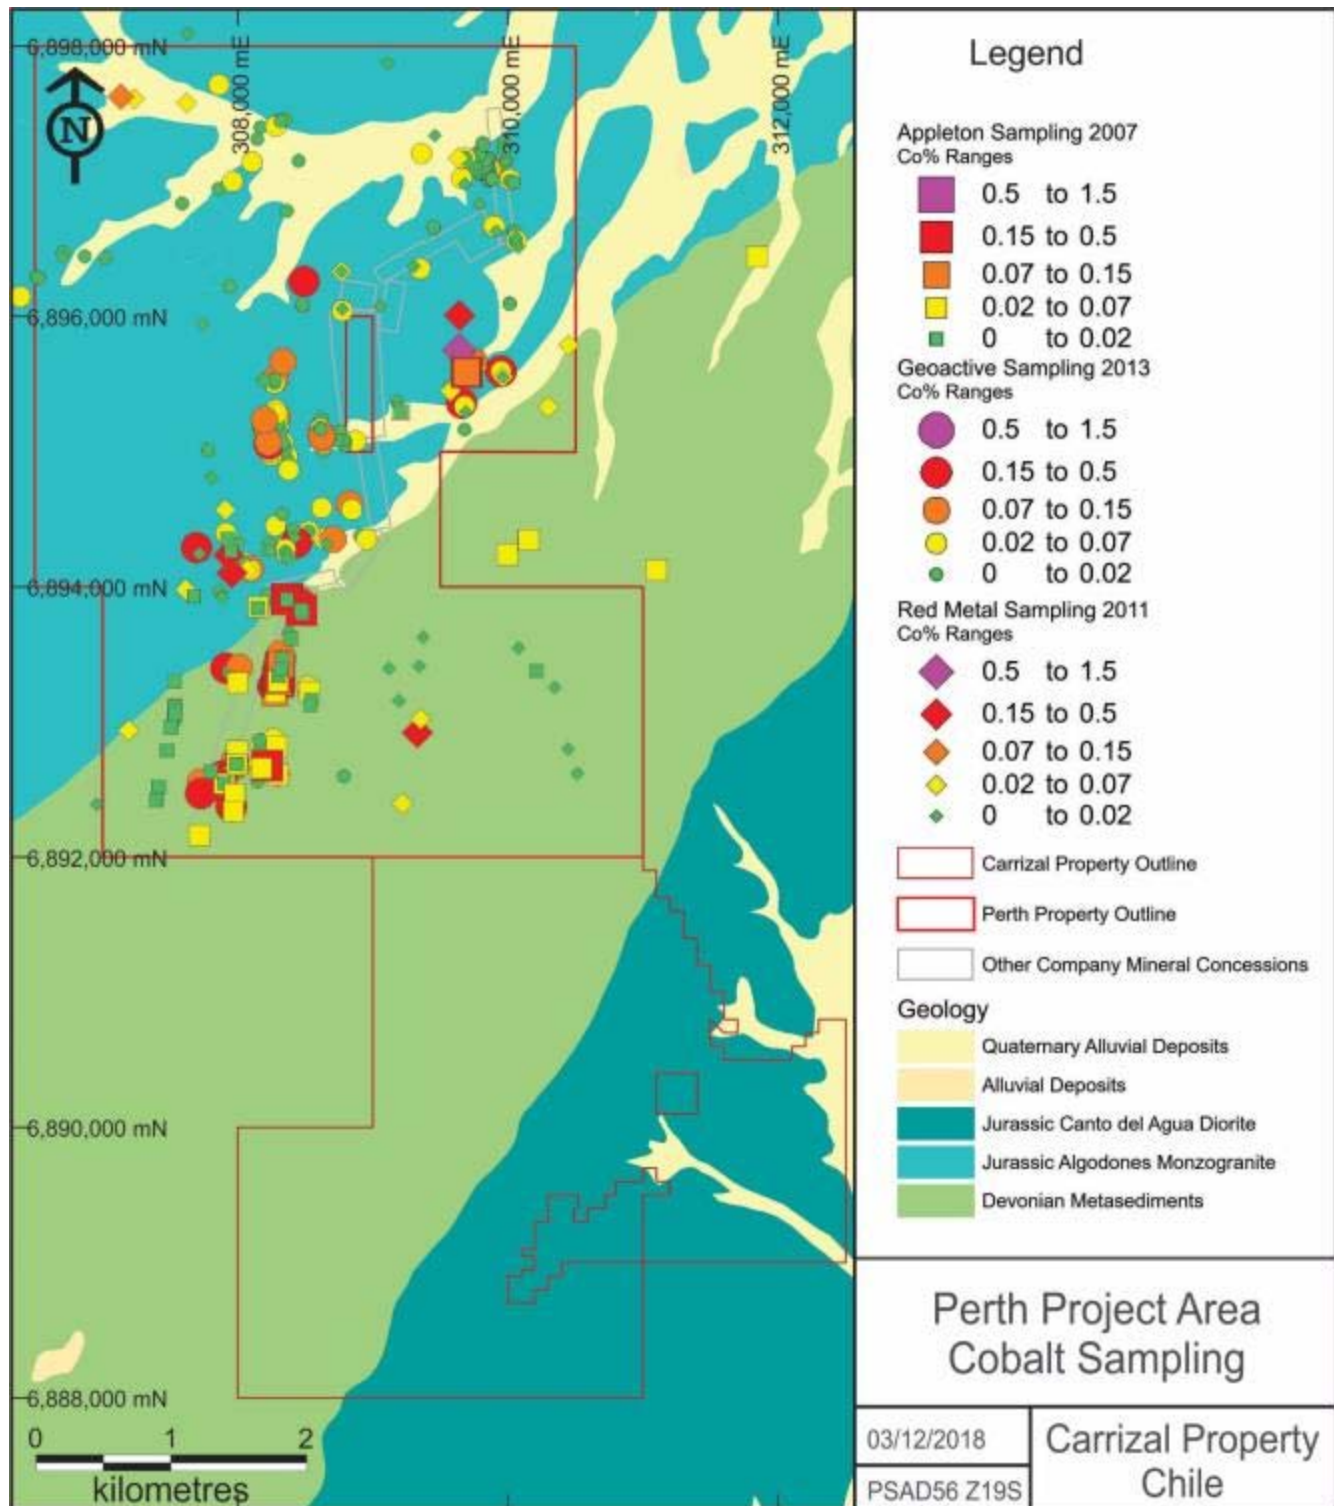 6,898,000 mN
308,000 mE
310,000 mE
312,000 mE
N
6,896,000 mN
6,894,000 mN
6,892,000 mN
6,890,000 mN
6,888,000 mN
0 1 2
kilometres
Legend
Appleton Sampling 2007
Co% Ranges
0.5 to 1.5
0.15 to 0.5
0.07 to 0.15
0.02 to 0.07
0 to 0.02
Geoactive Sampling 2013
Co% Ranges
0.5 to 1.5
0.15 to 0.5
0.07 to 0.15
0.02 to 0.07
0 to 0.02
Red Metal Sampling 2011
Co% Ranges
0.5 to 1.5
0.15 to 0.5
0.07 to 0.15
0.02 to 0.07
0 to 0.02
Carrizal Property Outline
Perth Property Outline
Other Company Mineral Concessions
Geology
Quaternary Alluvial Deposits
Alluvial Deposits
Jurassic Canto del Agua Diorite
Jurassic Algodones Monzogranite
Devonian Metasediments
Perth Project Area
Cobalt Sampling
03/12/2018
PSAD56 Z19S
Carrizal Property
Chile